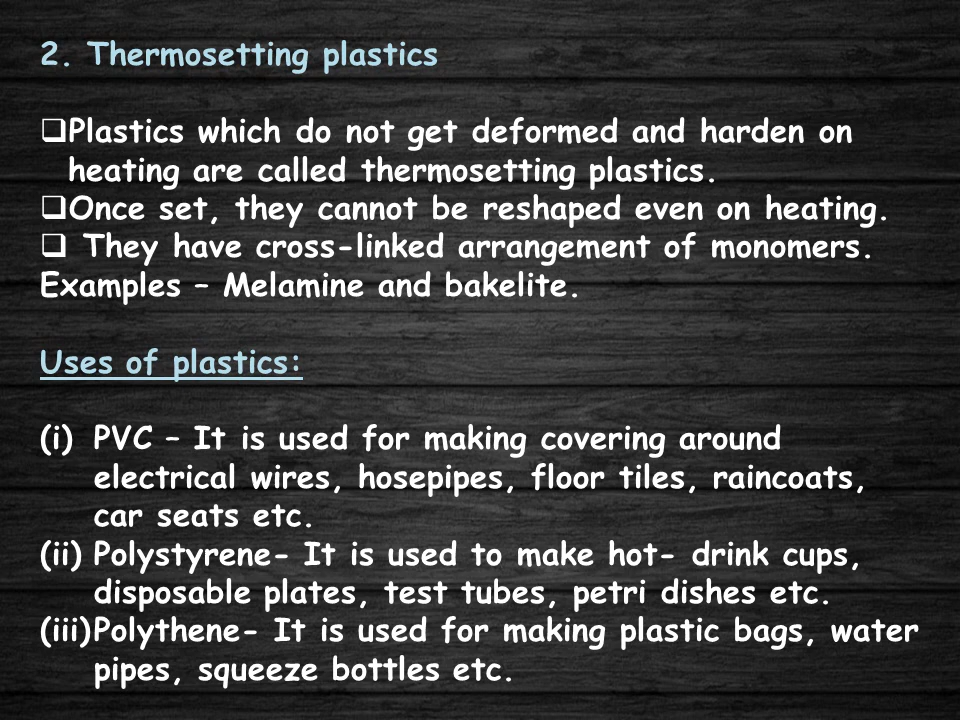 2. Thermosetting plastics
❑Plastics which do not get deformed and harden on
heating are called thermosetting plastics.
❑Once set, they cannot be reshaped even on heating.
❑ They have cross-linked arrangement of monomers.
Examples – Melamine and bakelite.
Uses of plastics:
(i) PVC – It is used for making covering around
electrical wires, hosepipes, floor tiles, raincoats,
car seats etc.
(ii) Polystyrene- It is used to make hot- drink cups,
disposable plates, test tubes, petri dishes etc.
(iii)Polythene- It is used for making plastic bags, water
pipes, squeeze bottles etc.